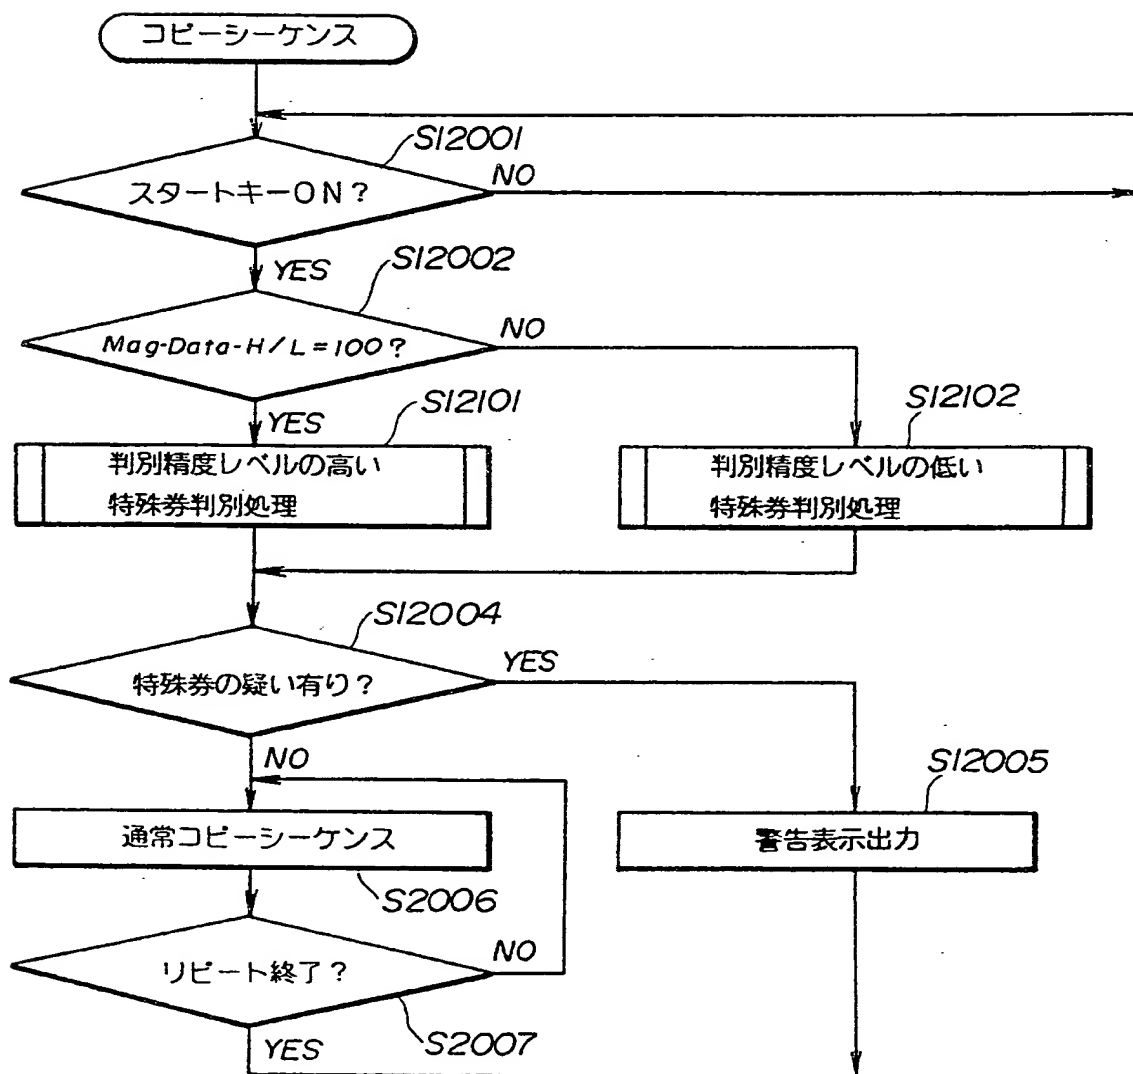 コピーシーケンス
S12001
スタートキーON?
NO
YES
S12002
Mag-Data-H/L=100?
NO
YES
S12101
S12102
判別精度レベルの高い
特殊券判別処理
判別精度レベルの低い
特殊券判別処理
S12004
特殊券の疑い有り?
YES
NO
S12005
通常コピーシーケンス
警告表示出力
S2006
リピート終了?
NO
S2007
YES